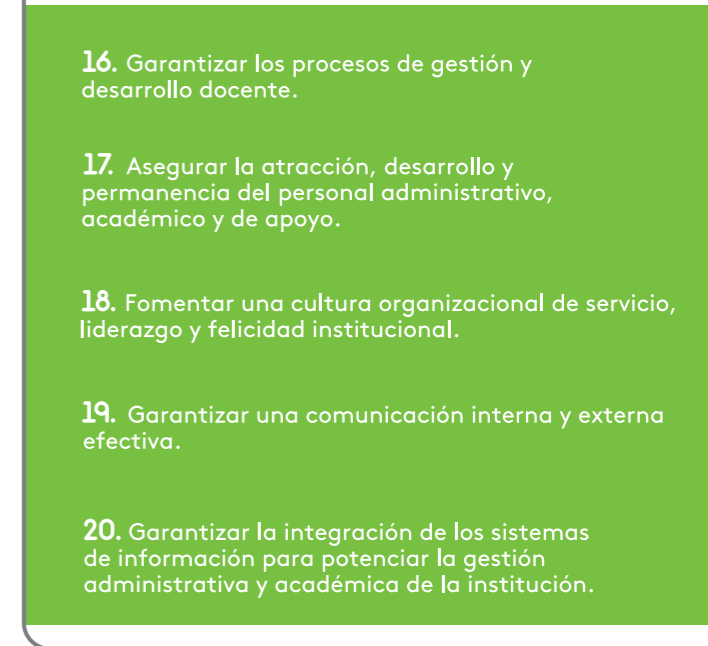 16. Garantizar los procesos de gestión y
desarrollo docente.
17. Asegurar la atracción, desarrollo y
permanencia del personal administrativo,
académico y de apoyo.
18. Fomentar una cultura organizacional de servicio,
liderazgo y felicidad institucional.
19. Garantizar una comunicación interna y externa
efectiva.
20. Garantizar la integración de los sistemas
de información para potenciar la gestión
administrativa y académica de la institución.